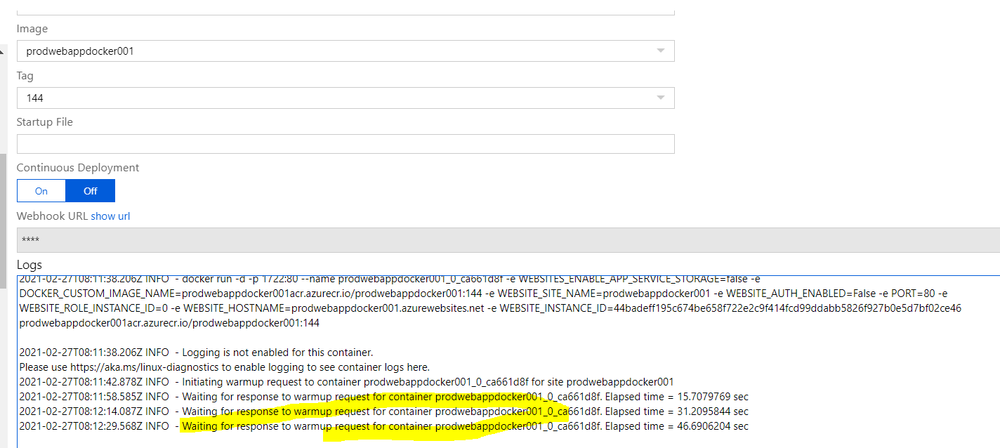 Image
prodwebappdocker001
Tag
144
Startup File
Continuous Deployment
On Off
Webhook URL show url
****
Logs
2021-02-27T08:11:38.206Z INFO  - docker run -d -p 1722:80 --name prodwebappdocker001_0_ca661d8f -e WEBSITES_ENABLE_APP_SERVICE_STORAGE=false -e
DOCKER_CUSTOM_IMAGE_NAME=prodwebappdocker001acr.azurecr.io/prodwebappdocker001:144 -e WEBSITE_SITE_NAME=prodwebappdocker001 -e WEBSITE_AUTH_ENABLED=False -e PORT=80 -e
WEBSITE_ROLE_INSTANCE_ID=0 -e WEBSITE_HOSTNAME=prodwebappdocker001.azurewebsites.net -e WEBSITE_INSTANCE_ID=44badeff195c674be658f722e2c9f414fcd99ddabb5826f927b0e5d7bf02ce46
prodwebappdocker001acr.azurecr.io/prodwebappdocker001:144
2021-02-27T08:11:38.206Z INFO  - Logging is not enabled for this container.
Please use https://aka.ms/linux-diagnostics to enable logging to see container logs here.
2021-02-27T08:11:42.878Z INFO  - Initiating warmup request to container prodwebappdocker001_0_ca661d8f for site prodwebappdocker001
2021-02-27T08:11:58.585Z INFO  - Waiting for response to warmup request for container prodwebappdocker001_0_ca661d8f. Elapsed time = 15.7079769 sec
2021-02-27T08:12:14.087Z INFO  - Waiting for response to warmup request for container prodwebappdocker001_0_ca661d8f. Elapsed time = 31.2095844 sec
2021-02-27T08:12:29.568Z INFO  - Waiting for response to warmup request for container prodwebappdocker001_0_ca661d8f. Elapsed time = 46.6906204 sec